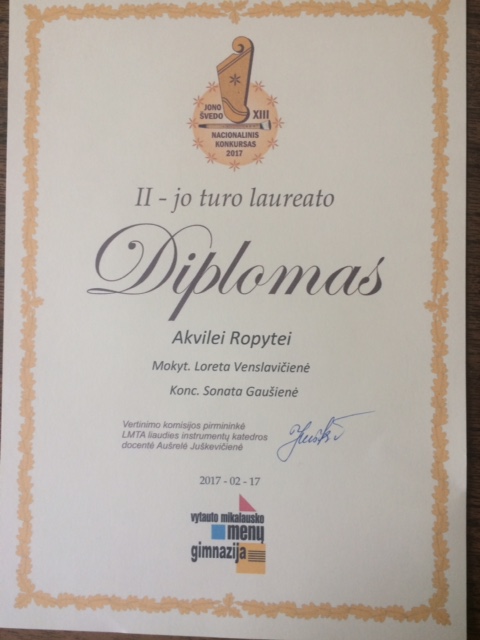 JONO
ŠVEDO XIII
NACIONALINIS
KONKURSAS
2017
II - jo turo laureato
Diplomas
Akvilei Ropytei
Mokyt. Loreta Venslavičienė
Konc. Sonata Gaušienė
Vertinimo komisijos pirmininkė
LMTA liaudies instrumentų katedros
docentė Aušrelė Juškevičienė
2017 - 02 - 17
vytauto mikalausko
menų
gimnazija